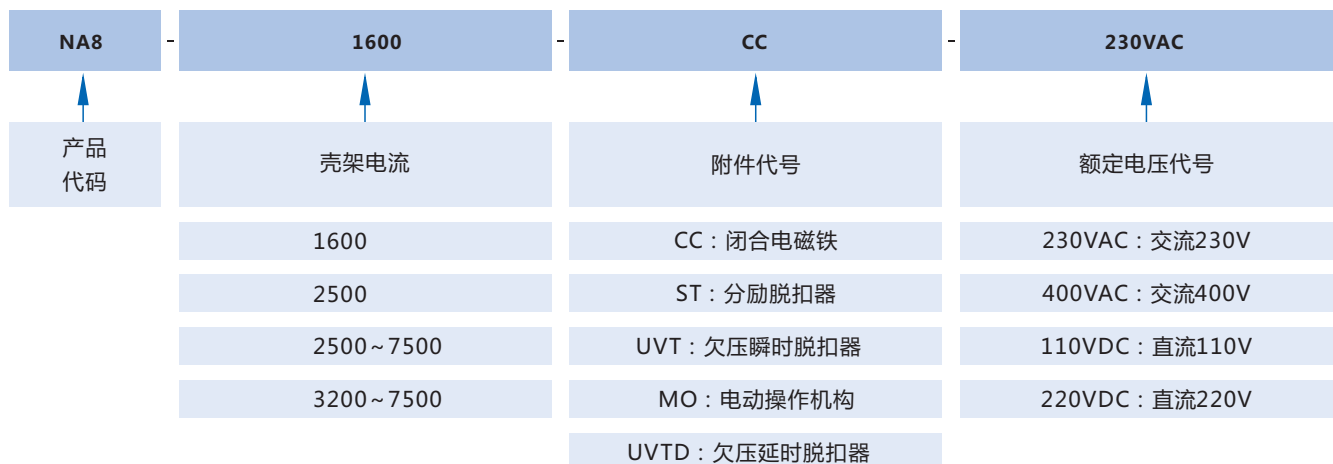 NA8 - 1600 - CC - 230VAC
产品
代码
壳架电流
附件代号
额定电压代号
1600
CC：闭合电磁铁
230VAC：交流230V
2500
ST：分励脱扣器
400VAC：交流400V
2500~7500
UVT：欠压瞬时脱扣器
110VDC：直流110V
3200~7500
MO：电动操作机构
220VDC：直流220V
UVTD：欠压延时脱扣器